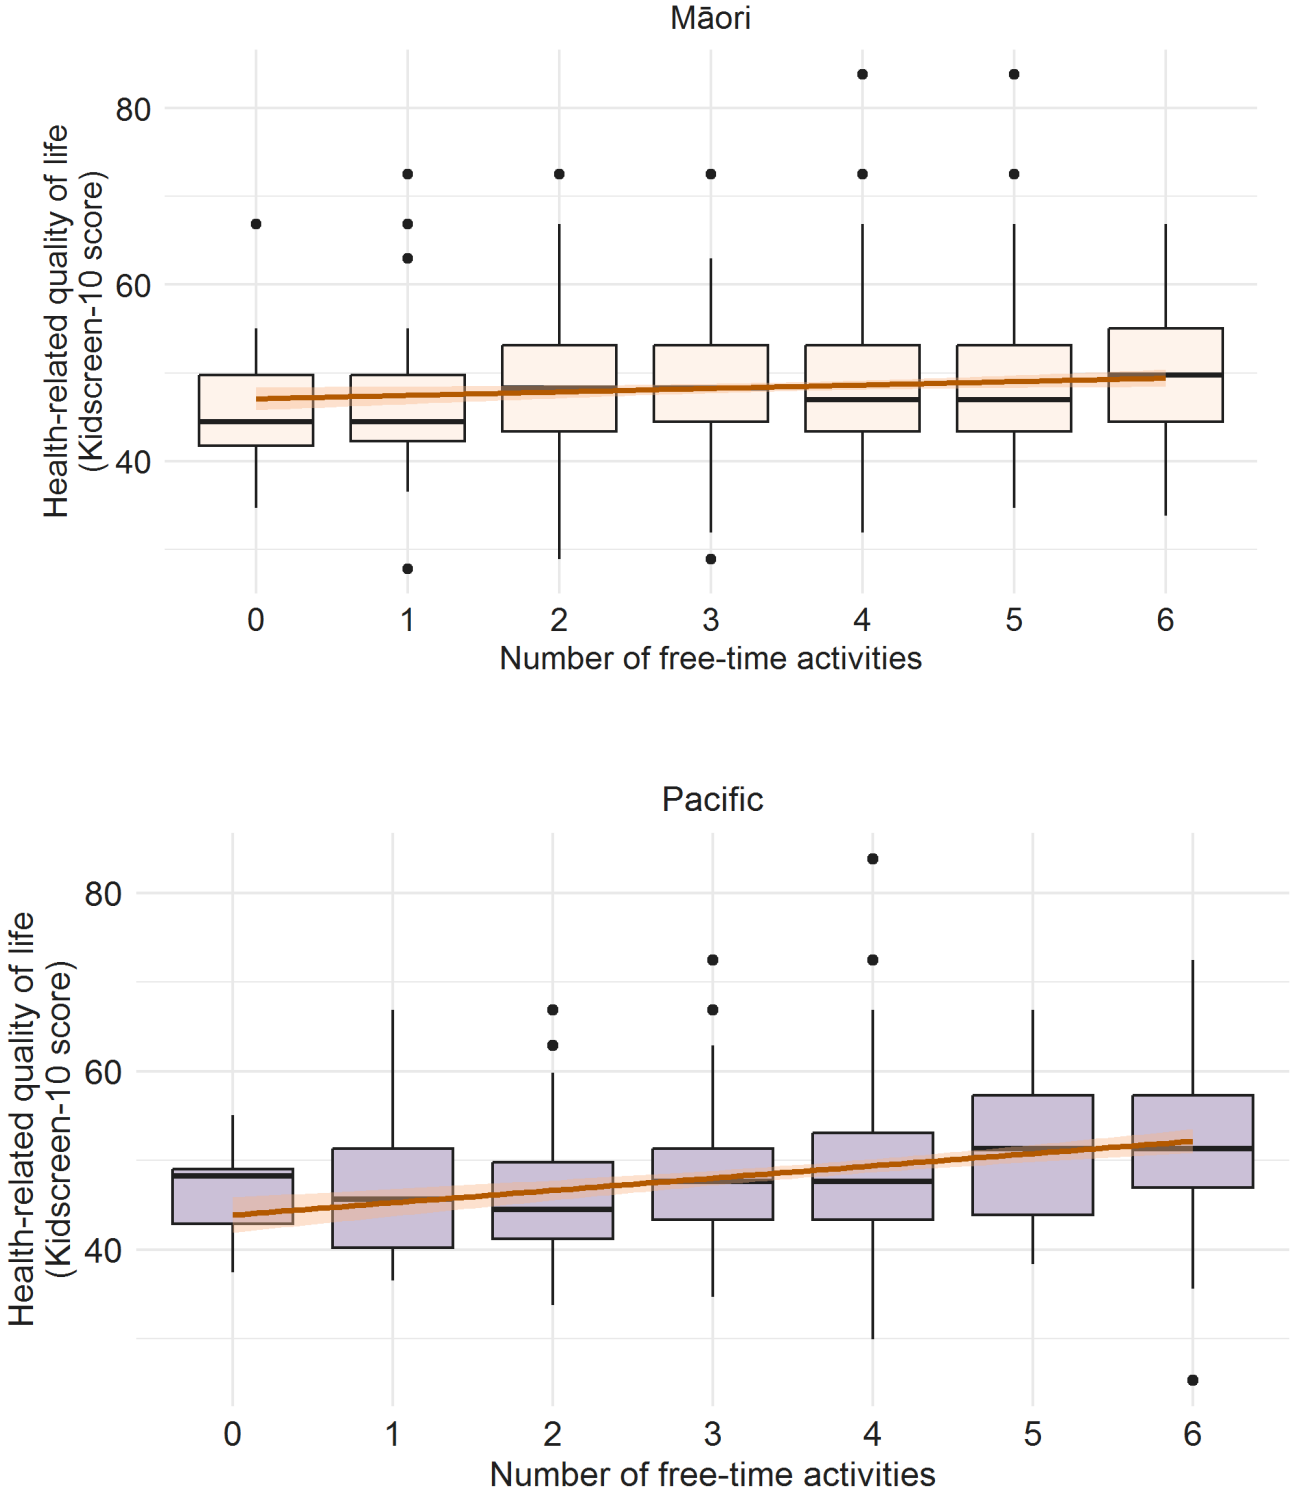 Māori
80
60
40
Health-related quality of life
(Kidscreen-10 score)
0 1 2 3 4 5 6
Number of free-time activities
Pacific
80
60
40
Health-related quality of life
(Kidscreen-10 score)
0 1 2 3 4 5 6
Number of free-time activities